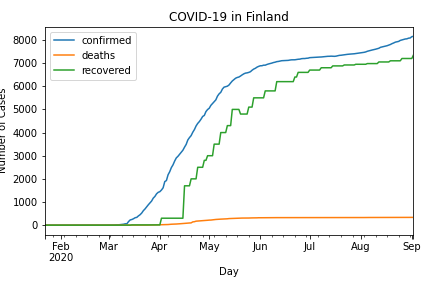 COVID-19 in Finland
confirmed
deaths
recovered
8000
7000
6000
5000
4000
3000
2000
1000
0
Number of Cases
Feb
2020
Mar
Apr
May
Jun
Jul
Aug
Sep
Day